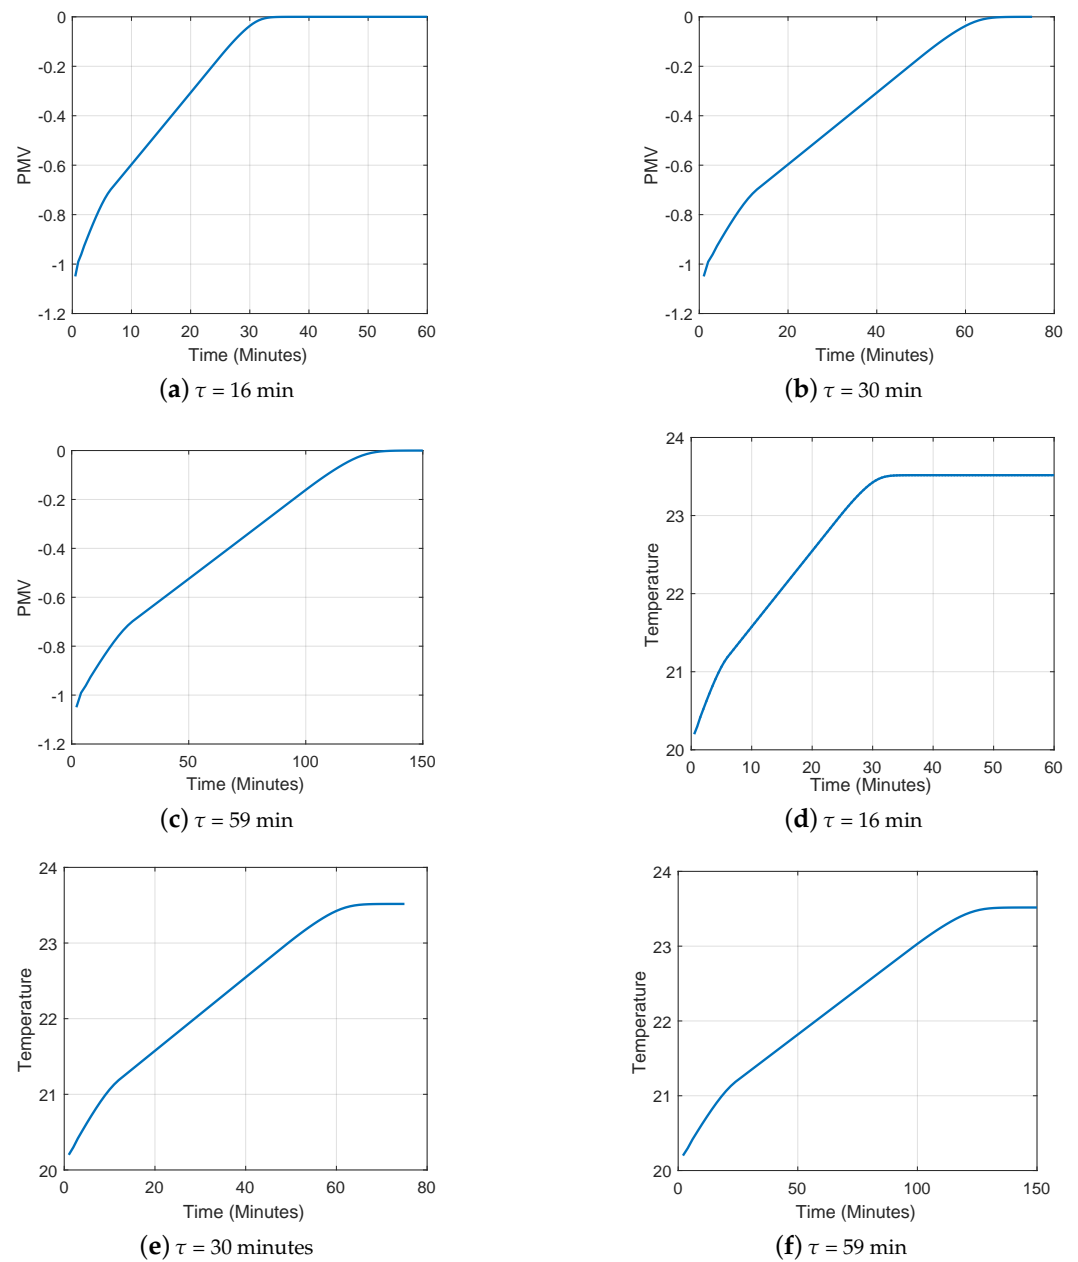 0
-0.2
-0.4
-0.6
-0.8
-1
-1.2
PMV
0 10 20 30 40 50 60
Time (Minutes)
(a) τ = 16 min
0
-0.2
-0.4
-0.6
-0.8
-1
-1.2
PMV
0 20 40 60 80
Time (Minutes)
(b) τ = 30 min
0
-0.2
-0.4
-0.6
-0.8
-1
-1.2
PMV
0 50 100 150
Time (Minutes)
(c) τ = 59 min
24
23
22
21
20
Temperature
0 10 20 30 40 50 60
Time (Minutes)
(d) τ = 16 min
24
23
22
21
20
Temperature
0 20 40 60 80
Time (Minutes)
(e) τ = 30 minutes
24
23
22
21
20
Temperature
0 50 100 150
Time (Minutes)
(f) τ = 59 min